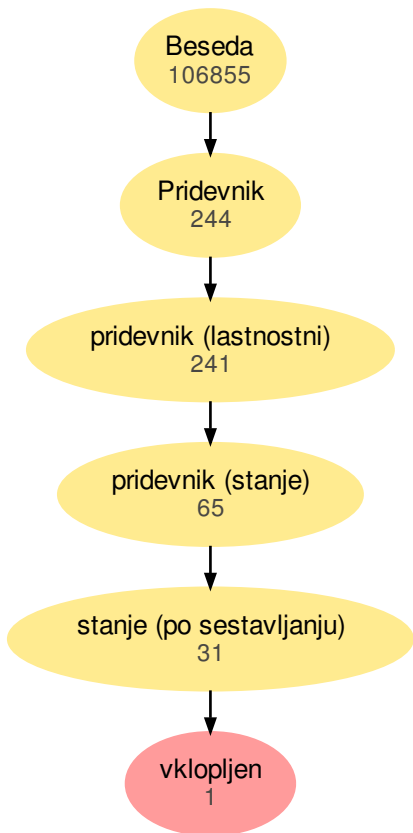 Beseda
106855
Pridevnik
244
pridevnik (lastnostni)
241
pridevnik (stanje)
65
stanje (po sestavljanju)
31
vklopljen
1